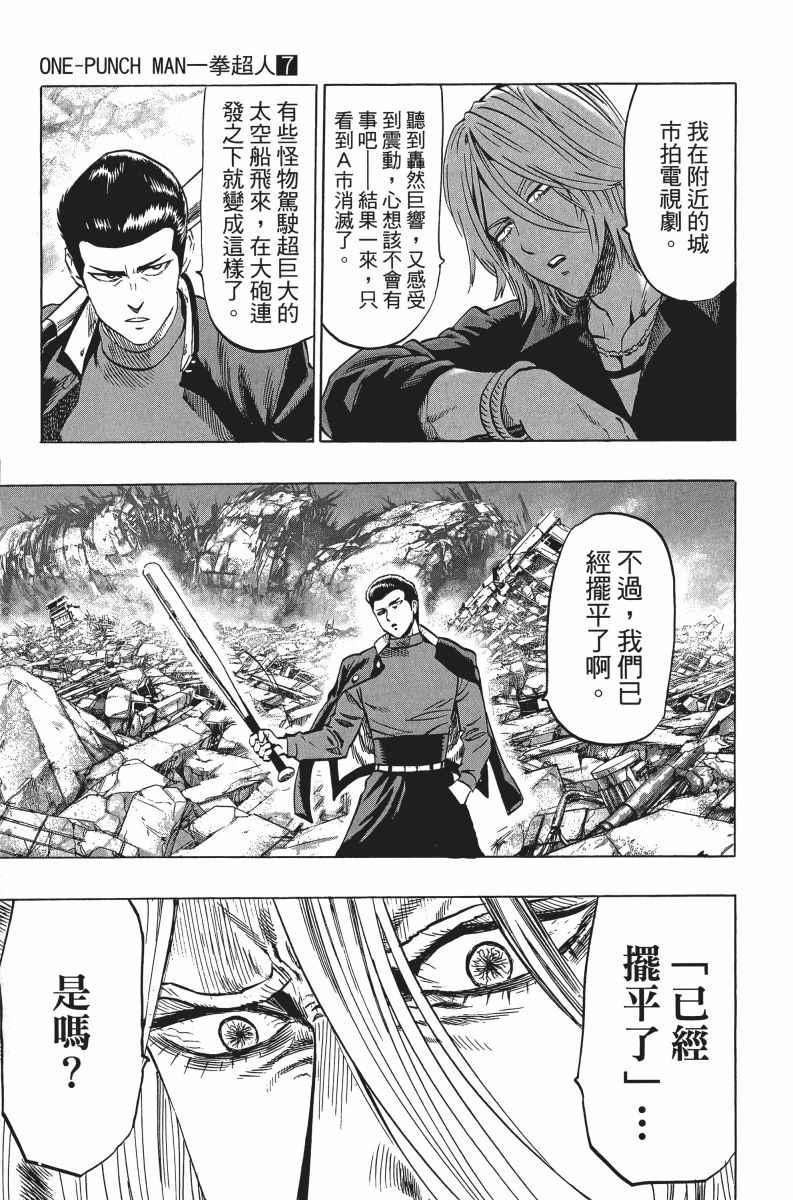 ONE-PUNCH MAN一拳超人7
我在附近的城
市拍電視劇。
聽到轟然巨響，又感受
到震動，心想該不會有
事吧——結果一來，只
看到A市消滅了。
有些怪物駕駛超巨大的
太空船飛來，在大砲連
發之下就變成這樣了。
不過，我們已
經擺平了啊。
「已經
擺平了」…
是嗎？